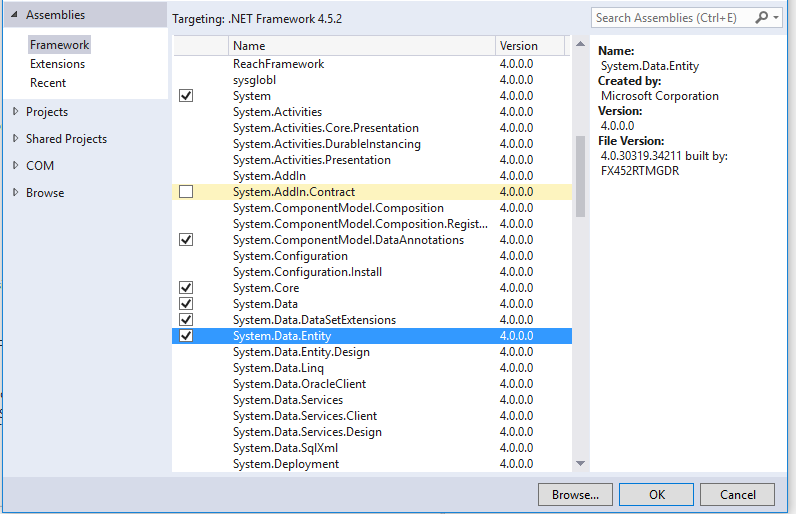 Assemblies
Framework
Extensions
Recent
Projects
Shared Projects
COM
Browse
Targeting: .NET Framework 4.5.2
Search Assemblies (Ctrl+E)
Name Version
ReachFramework 4.0.0.0
sysglobl 4.0.0.0
System 4.0.0.0
System.Activities 4.0.0.0
System.Activities.Core.Presentation 4.0.0.0
System.Activities.DurableInstancing 4.0.0.0
System.Activities.Presentation 4.0.0.0
System.AddIn 4.0.0.0
System.AddIn.Contract 4.0.0.0
System.ComponentModel.Composition 4.0.0.0
System.ComponentModel.Composition.Regist... 4.0.0.0
System.ComponentModel.DataAnnotations 4.0.0.0
System.Configuration 4.0.0.0
System.Configuration.Install 4.0.0.0
System.Core 4.0.0.0
System.Data 4.0.0.0
System.Data.DataSetExtensions 4.0.0.0
System.Data.Entity 4.0.0.0
System.Data.Entity.Design 4.0.0.0
System.Data.Linq 4.0.0.0
System.Data.OracleClient 4.0.0.0
System.Data.Services 4.0.0.0
System.Data.Services.Client 4.0.0.0
System.Data.Services.Design 4.0.0.0
System.Data.SqlXml 4.0.0.0
System.Deployment 4.0.0.0
Name:
System.Data.Entity
Created by:
Microsoft Corporation
Version:
4.0.0.0
File Version:
4.0.30319.34211 built by:
FX452RTMGDR
Browse... OK Cancel